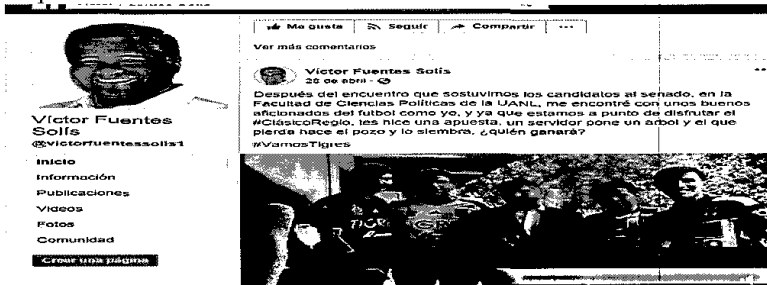 Me gusta Seguir Compartir ...
Ver más comentarios
Víctor Fuentes Solís
28 de abril
Después del encuentro que sostuvimos los candidatos al senado, en la
Facultad de Ciencias Políticas de la UANL, me encontré con unos buenos
aficionados del futbol como yo, y ya que estamos a punto de disfrutar el
#ClásicoRegio, les hice una apuesta, un servidor pone un árbol y el que
pierda hace el pozo y lo siembra, ¿quién ganará?
#VamosTigres
Víctor Fuentes
Solís
@victorfuentessolis1
Inicio
Información
Publicaciones
Videos
Fotos
Comunidad
Crear una página
TIGRE